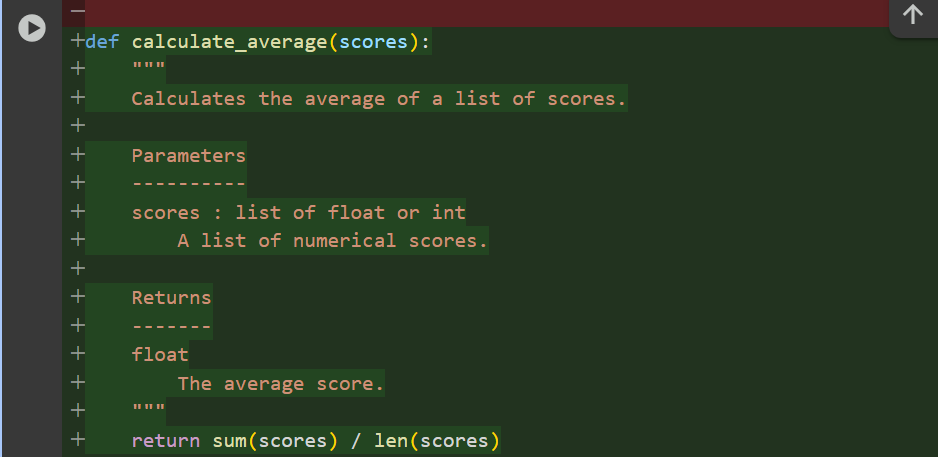 -
+def calculate_average(scores):
+    """
+    Calculates the average of a list of scores.
+
+    Parameters
+    ----------
+    scores : list of float or int
+        A list of numerical scores.
+
+    Returns
+    -------
+    float
+        The average score.
+    """
+    return sum(scores) / len(scores)